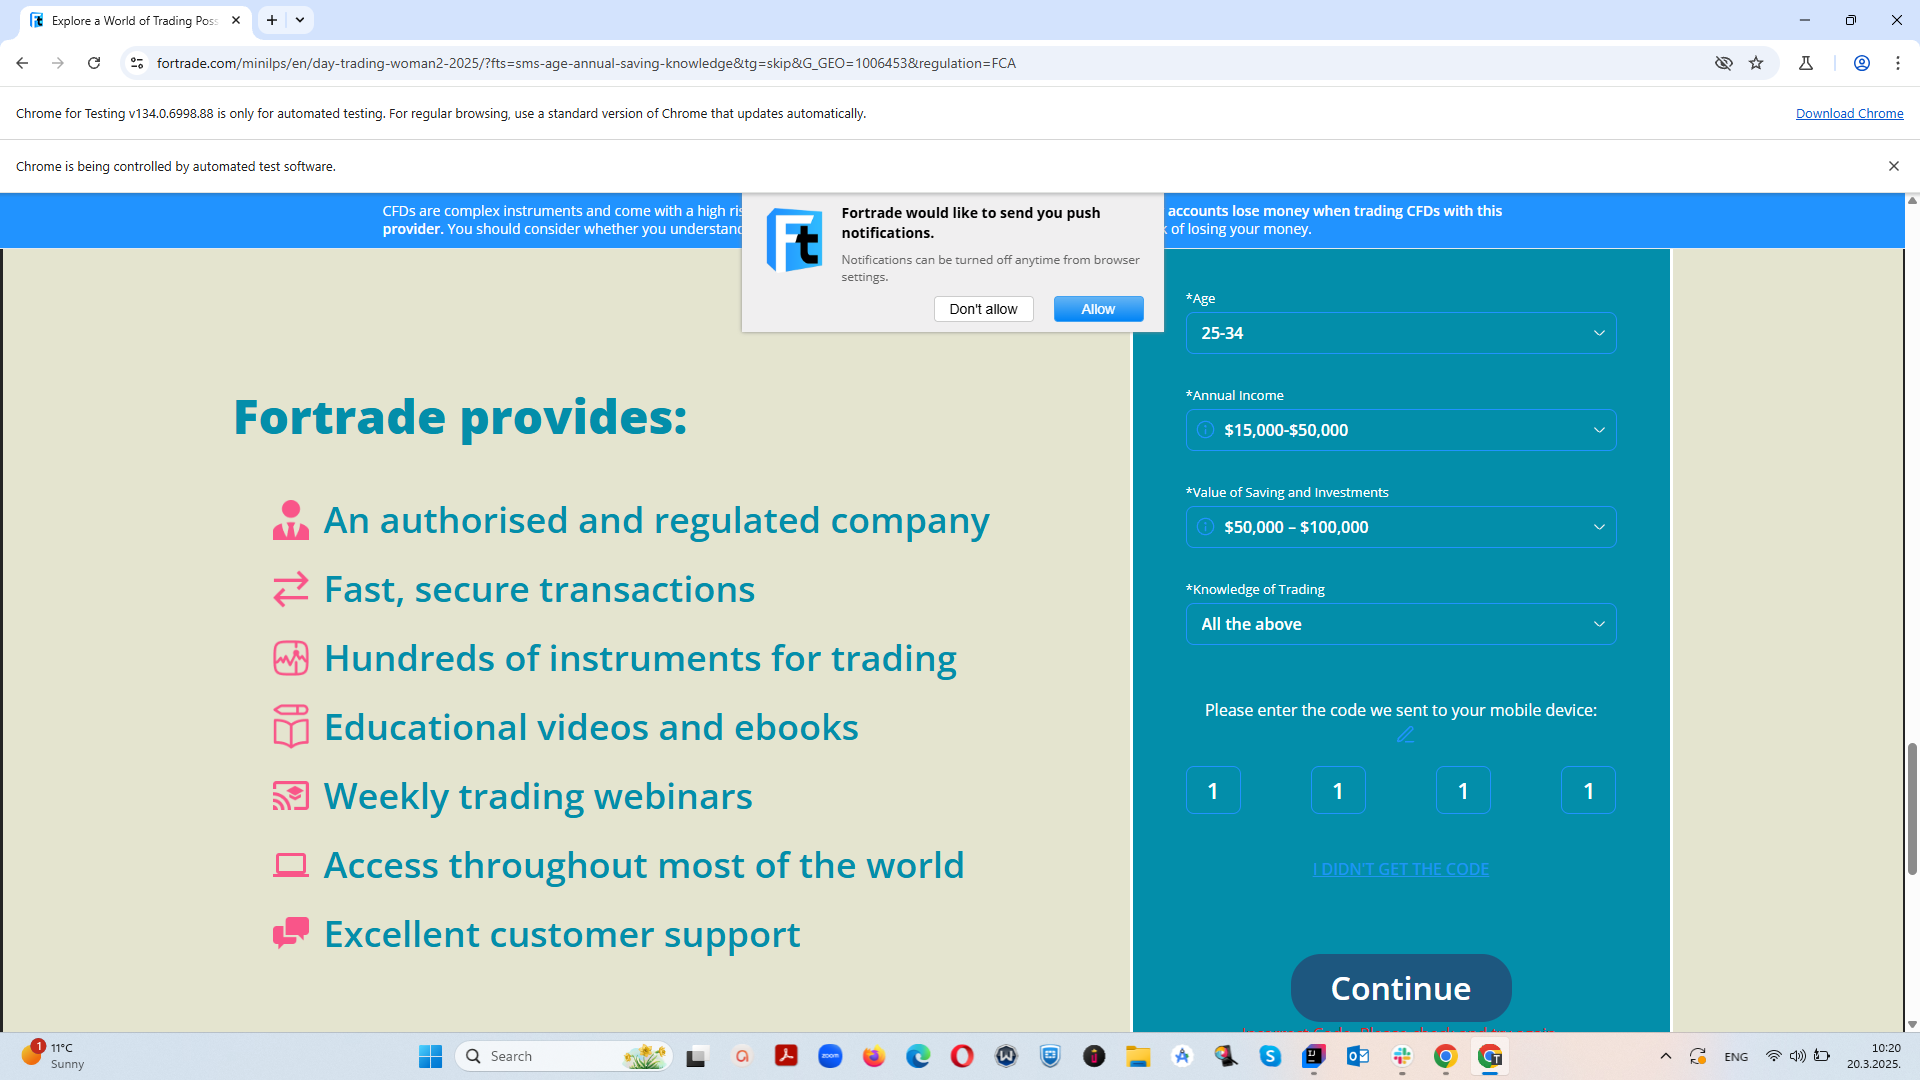 Explore a World of Trading Poss
fortrade.com/minilps/en/day-trading-woman2-2025/?fts=sms-age-annual-saving-knowledge&tg=skip&G_GEO=1006453&regulation=FCA
Chrome for Testing v134.0.6998.88 is only for automated testing. For regular browsing, use a standard version of Chrome that updates automatically.
Download Chrome
Chrome is being controlled by automated test software.
CFDs are complex instruments and come with a high ris
accounts lose money when trading CFDs with this
provider. You should consider whether you understand
of losing your money.
Ft
Fortrade would like to send you push
notifications.
Notifications can be turned off anytime from browser
settings.
Don't allow
Allow
Fortrade provides:
An authorised and regulated company
Fast, secure transactions
Hundreds of instruments for trading
Educational videos and ebooks
Weekly trading webinars
Access throughout most of the world
Excellent customer support
*Age
25-34
*Annual Income
$15,000-$50,000
*Value of Saving and Investments
$50,000 – $100,000
*Knowledge of Trading
All the above
Please enter the code we sent to your mobile device:
1 1 1 1
I DIDN'T GET THE CODE
Continue
1
11°C
Sunny
Search
zoom
ENG
10:20
20.3.2025.